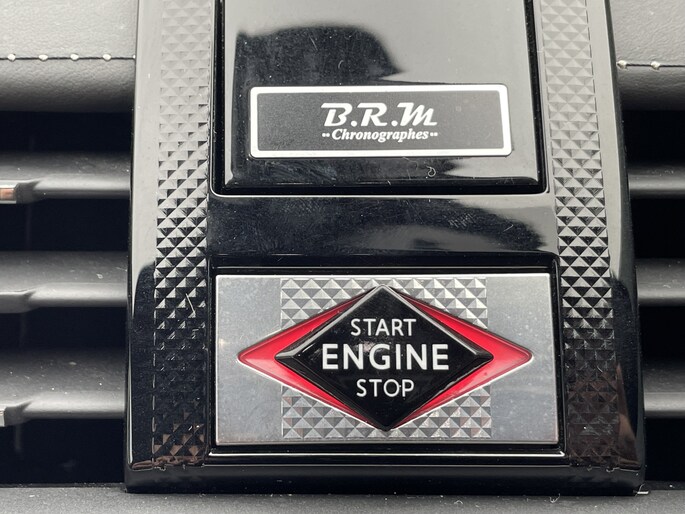 B.R.M
Chronographes
START
ENGINE
STOP